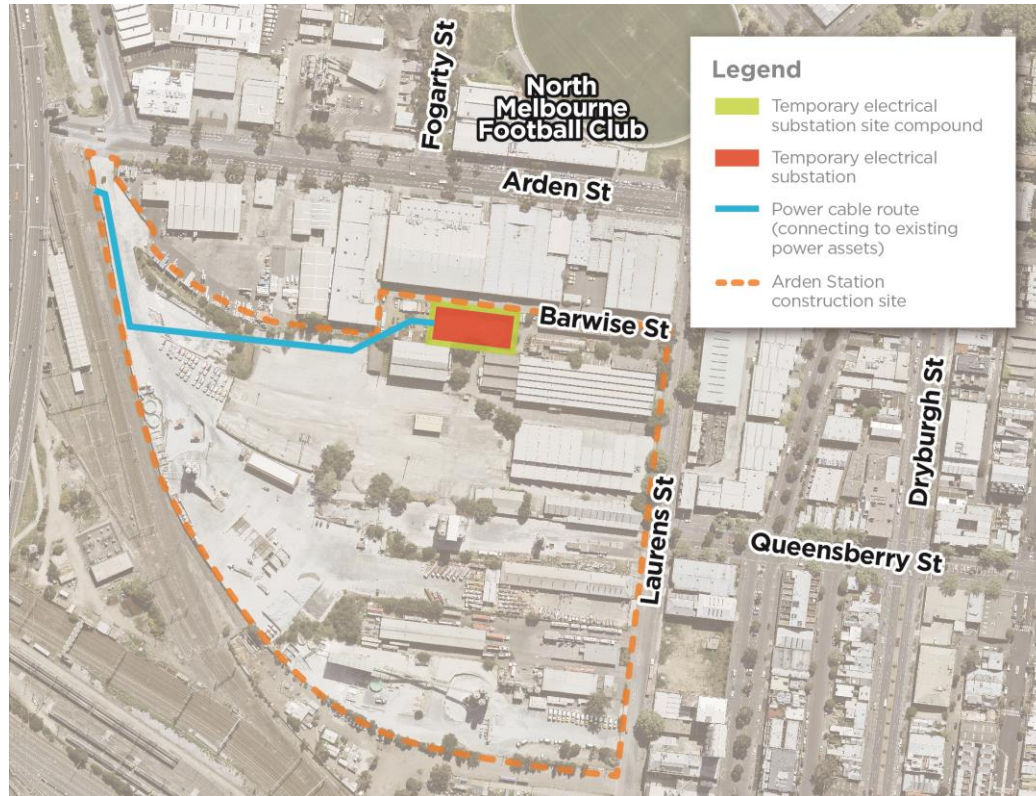 Fogarty St
North
Melbourne
Football Club
Arden St
Barwise St
Laurens St
Queensberry St
Dryburgh St
Legend
Temporary electrical
substation site compound
Temporary electrical
substation
Power cable route
(connecting to existing
power assets)
Arden Station
construction site